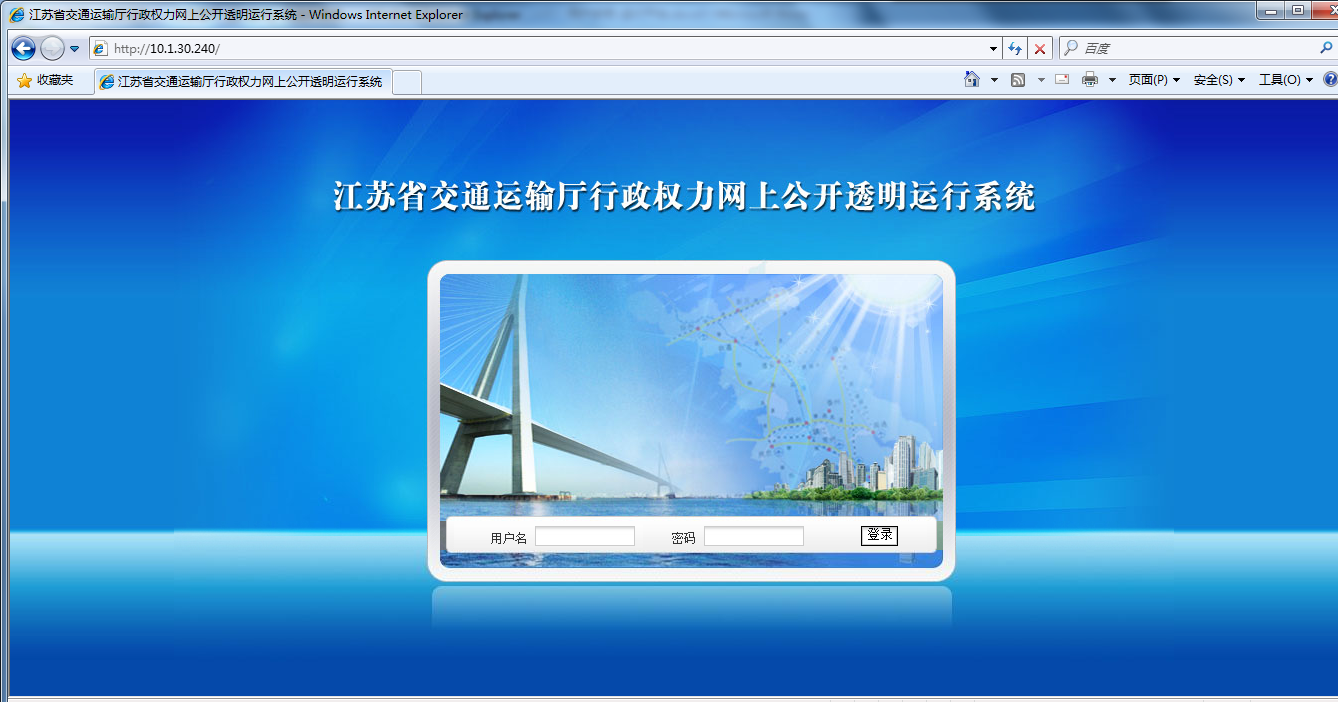 江苏省交通运输厅行政权力网上公开透明运行系统 - Windows Internet Explorer
http://10.1.30.240/
百度
收藏夹
江苏省交通运输厅行政权力网上公开透明运行系统
页面(P) 安全(S) 工具(O)
江苏省交通运输厅行政权力网上公开透明运行系统
用户名 密码 登录